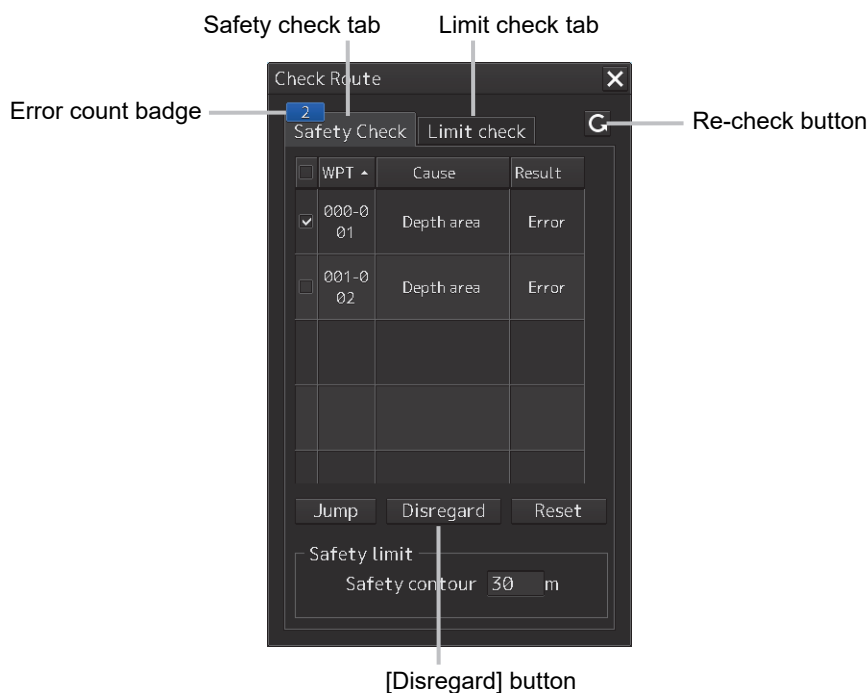 Safety check tab
Limit check tab
Check Route
Error count badge
2
Safety Check
Limit check
Re-check button
WPT
Cause
Result
000-0
01
Depth area
Error
001-0
02
Depth area
Error
Jump
Disregard
Reset
Safety limit
Safety contour 30 m
[Disregard] button